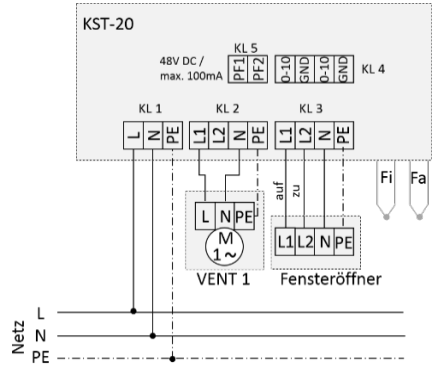 KST-20
KL 5
48V DC /
max. 100mA
PF1 PF2
0-10 GND 0-10 GND
KL 4
KL 1 KL 2 KL 3
L N PE
L1 L2 N PE
L1 L2 N PE
Fi Fa
auf
zu
L N PE
M
1~
VENT 1
L1 L2 N PE
Fensteröffner
Netz
L
N
PE